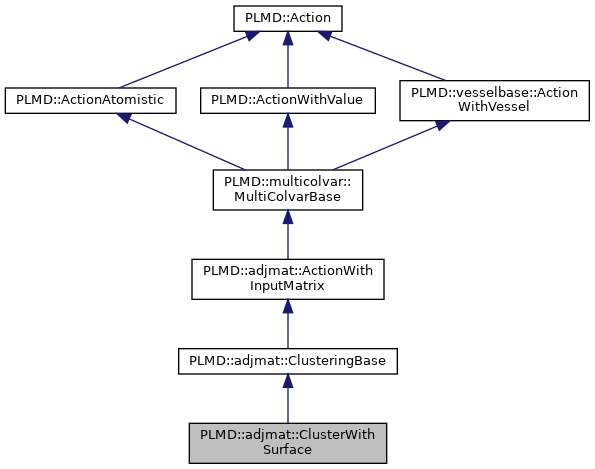 PLMD::Action
PLMD::ActionAtomistic
PLMD::ActionWithValue
PLMD::vesselbase::Action
WithVessel
PLMD::multicolvar::
MultiColvarBase
PLMD::adjmat::ActionWith
InputMatrix
PLMD::adjmat::ClusteringBase
PLMD::adjmat::ClusterWith
Surface